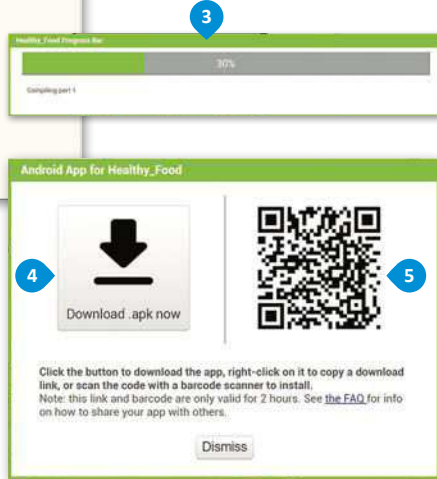 3
Healthy_Food Progress Bar
30%
Compiling part 1
Android App for Healthy_Food
4
Download .apk now
5
Click the button to download the app, right-click on it to copy a download
link, or scan the code with a barcode scanner to install.
Note: this link and barcode are only valid for 2 hours. See the FAQ for info
on how to share your app with others.
Dismiss